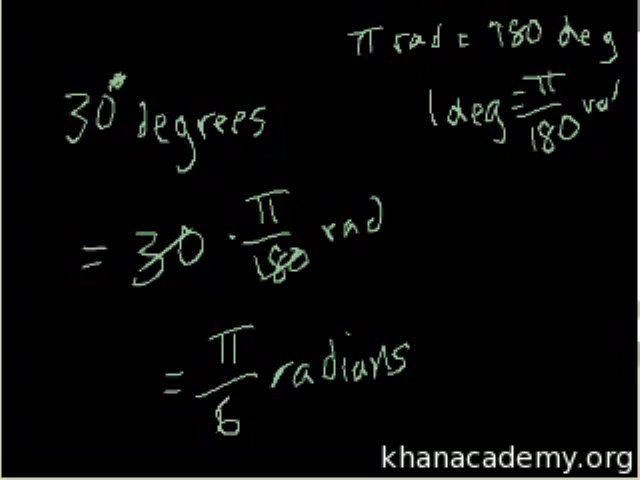 π rad = 180 deg
1 deg = π/180 rad
30° degrees
= 30 · π/180 rad
= π/6 radians
khanacademy.org